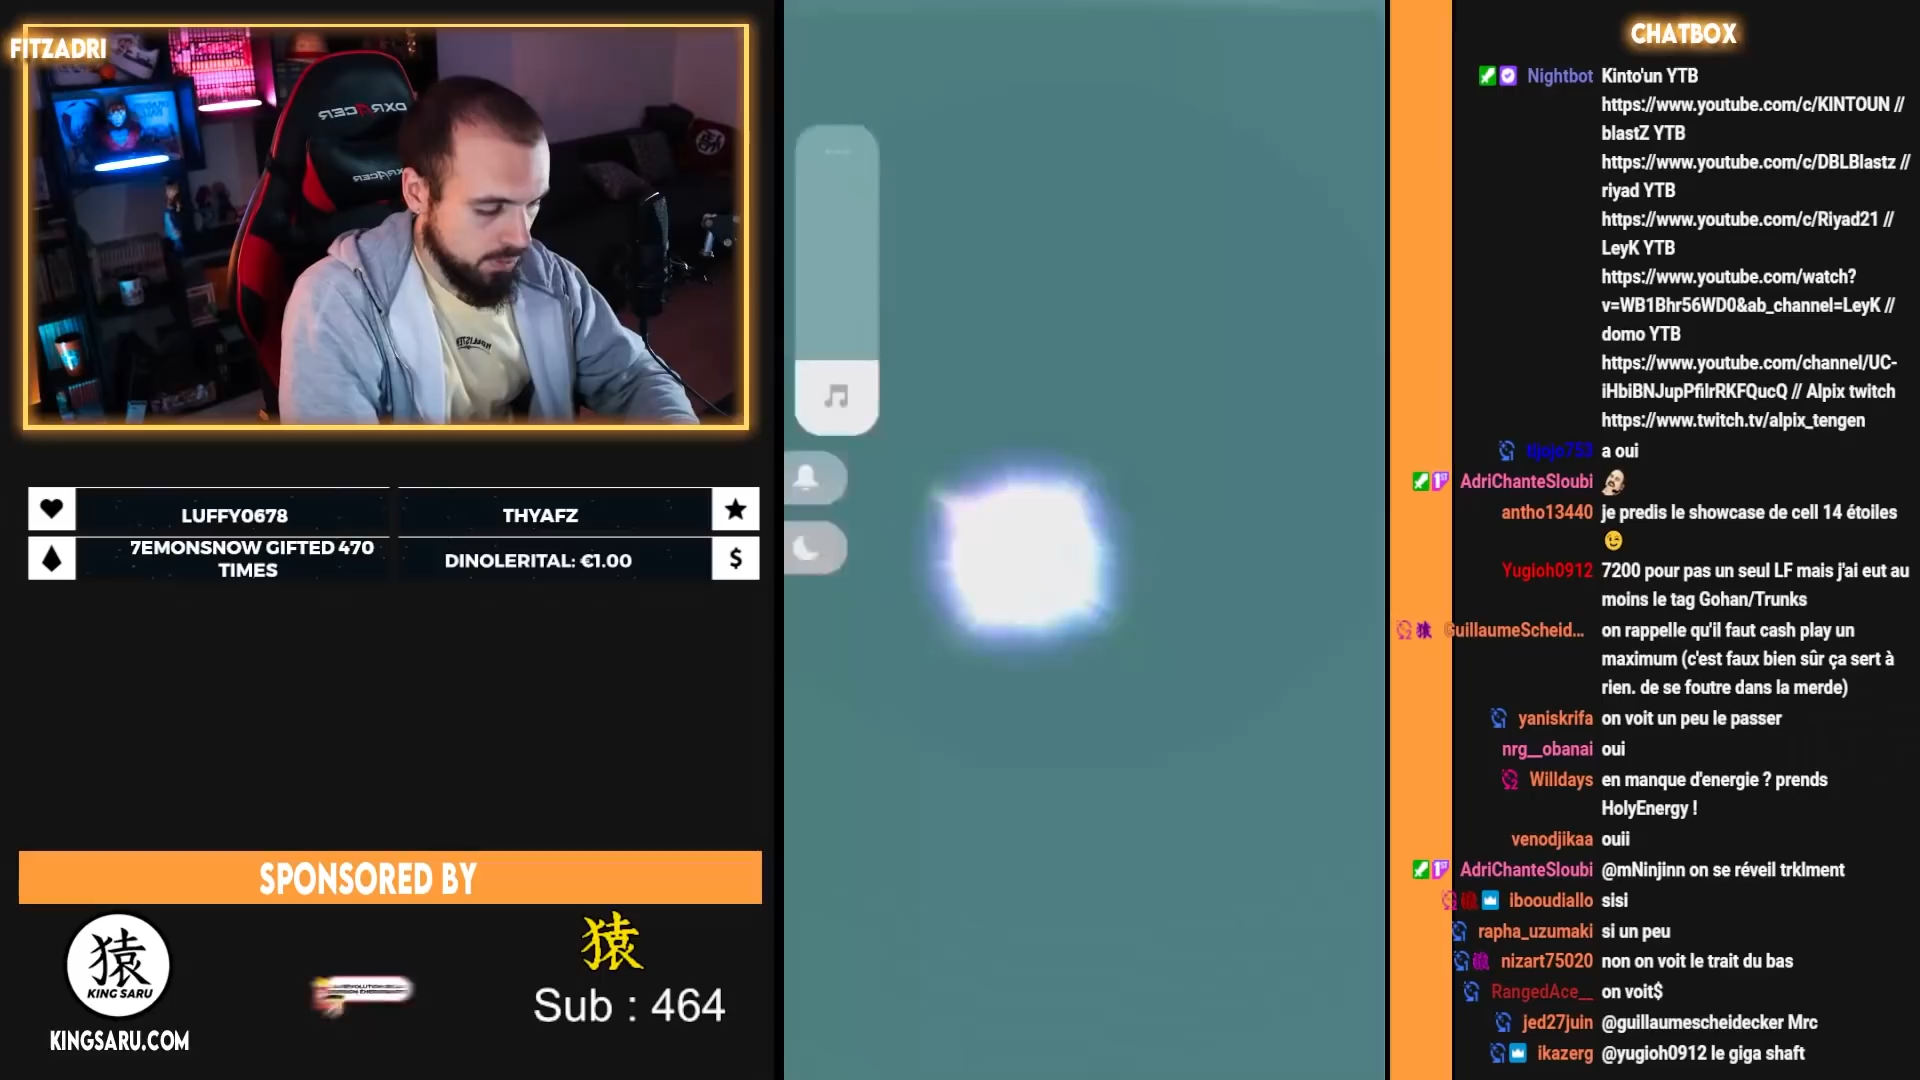 FITZADRI
DXRACER
DXRACER
HOLLISTER
LUFFY0678
THYAFZ
7EMONSNOW GIFTED 470
TIMES
DINOLERITAL: €1.00
$
SPONSORED BY
猿
KING SARU
KINGSARU.COM
猿
Sub : 464
CHATBOX
Nightbot Kinto'un YTB
https://www.youtube.com/c/KINTOUN //
blastZ YTB
https://www.youtube.com/c/DBLBlastz //
riyad YTB
https://www.youtube.com/c/Riyad21 //
LeyK YTB
https://www.youtube.com/watch?
v=WB1Bhr56WD0&ab_channel=LeyK //
domo YTB
https://www.youtube.com/channel/UC-
iHbiBNJupPfilrRKFQucQ // Alpix twitch
https://www.twitch.tv/alpix_tengen
tijojo753 a oui
AdriChanteSloubi
antho13440 je predis le showcase de cell 14 étoiles
Yugioh0912 7200 pour pas un seul LF mais j'ai eut au
moins le tag Gohan/Trunks
GuillaumeScheid... on rappelle qu'il faut cash play un
maximum (c'est faux bien sûr ça sert à
rien. de se foutre dans la merde)
yaniskrifa on voit un peu le passer
nrg__obanai oui
Willdays en manque d'energie ? prends
HolyEnergy !
venodjikaa ouii
AdriChanteSloubi @mNinjinn on se réveil trklment
ibooudiallo sisi
rapha_uzumaki si un peu
nizart75020 non on voit le trait du bas
RangedAce__ on voit$
jed27juin @guillaumescheidecker Mrc
ikazerg @yugioh0912 le giga shaft